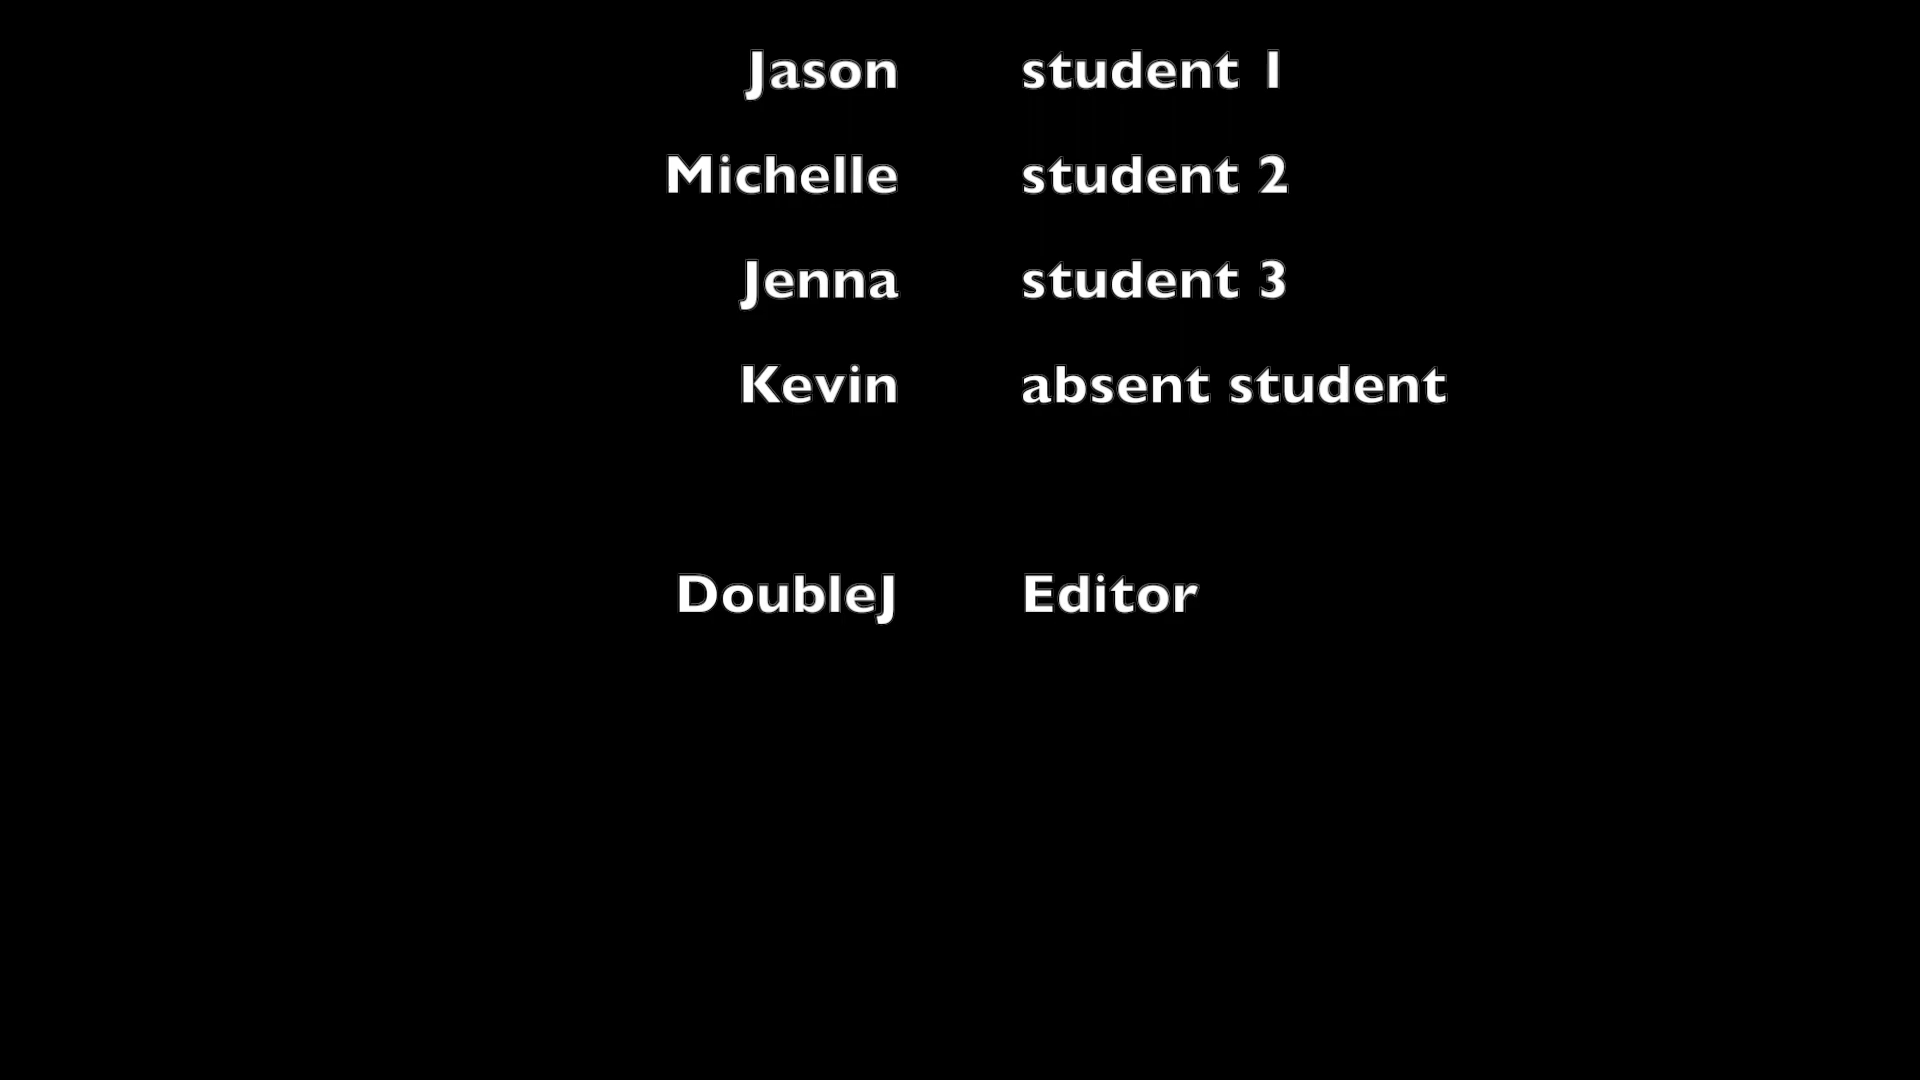 Jason student 1
Michelle student 2
Jenna student 3
Kevin absent student
DoubleJ Editor